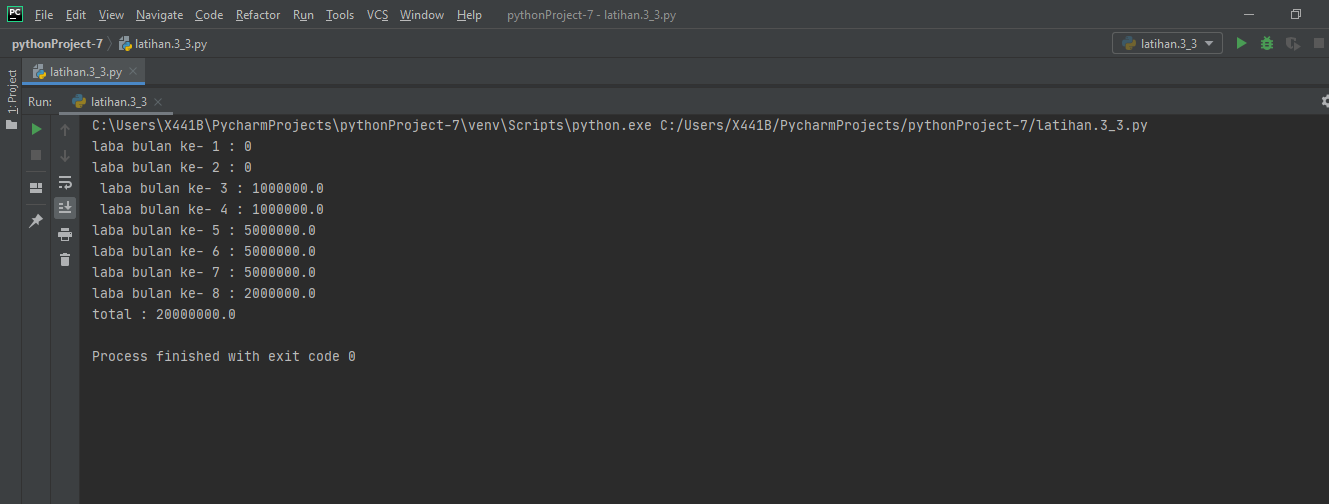 PC File Edit View Navigate Code Refactor Run Tools VCS Window Help pythonProject-7 - latihan.3_3.py
pythonProject-7 latihan.3_3.py latihan.3_3
1: Project
latihan.3_3.py
Run: latihan.3_3
C:\Users\X441B\PycharmProjects\pythonProject-7\venv\Scripts\python.exe C:/Users/X441B/PycharmProjects/pythonProject-7/latihan.3_3.py
laba bulan ke- 1 : 0
laba bulan ke- 2 : 0
 laba bulan ke- 3 : 1000000.0
 laba bulan ke- 4 : 1000000.0
laba bulan ke- 5 : 5000000.0
laba bulan ke- 6 : 5000000.0
laba bulan ke- 7 : 5000000.0
laba bulan ke- 8 : 2000000.0
total : 20000000.0
Process finished with exit code 0